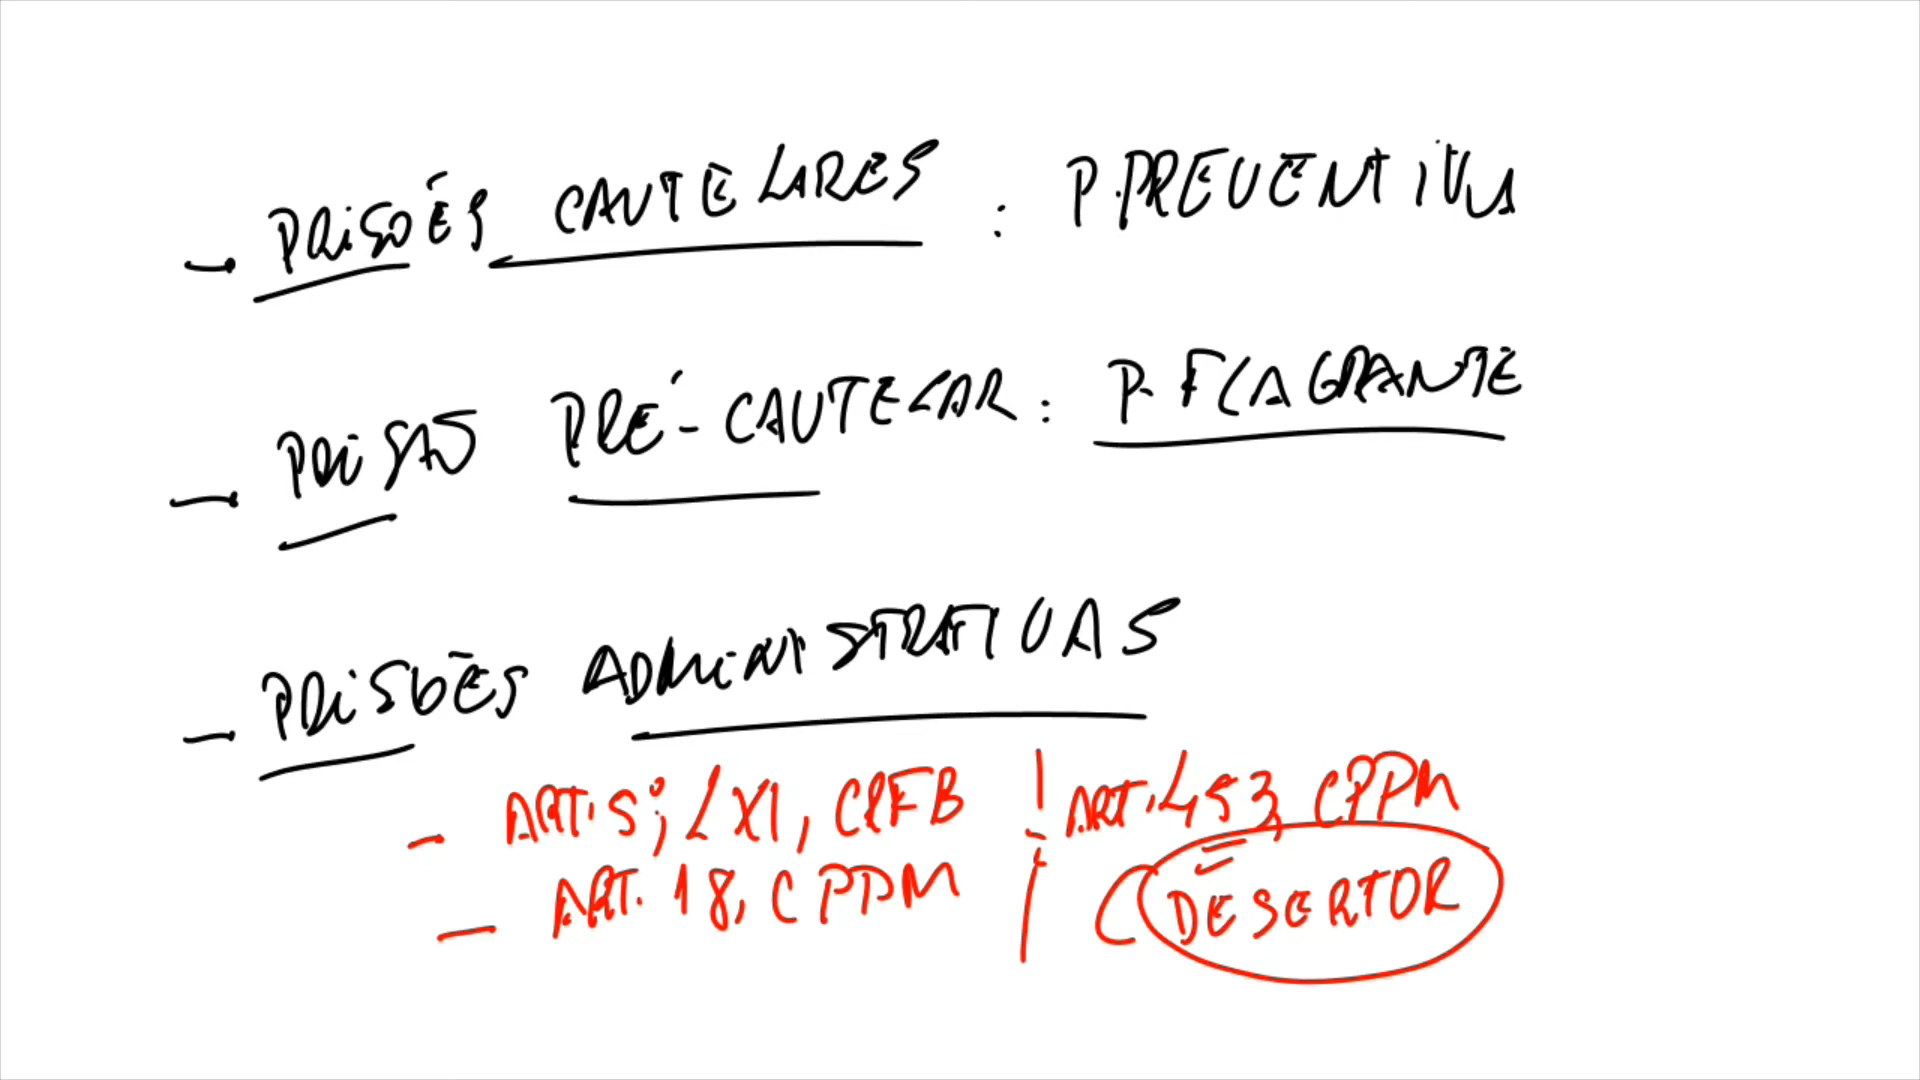 - PRISÕES CAUTELARES : P.PREVENTIVA
- PRISÃO PRÉ-CAUTELAR : P. FLAGRANTE
- PRISÕES ADMINISTRATIVAS
- ART. 5º, LXI, CRFB | ART. 453, CPPM
- ART. 18, CPPM | (DESERTOR